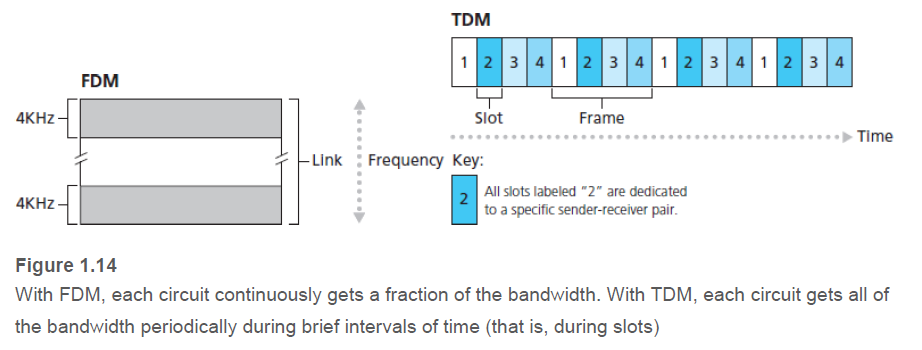 TDM
1 2 3 4 1 2 3 4 1 2 3 4 1 2 3 4
Slot
Frame
Time
FDM
4KHz
Link
Frequency
4KHz
Key:
2
All slots labeled "2" are dedicated
to a specific sender-receiver pair.
Figure 1.14
With FDM, each circuit continuously gets a fraction of the bandwidth. With TDM, each circuit gets all of
the bandwidth periodically during brief intervals of time (that is, during slots)